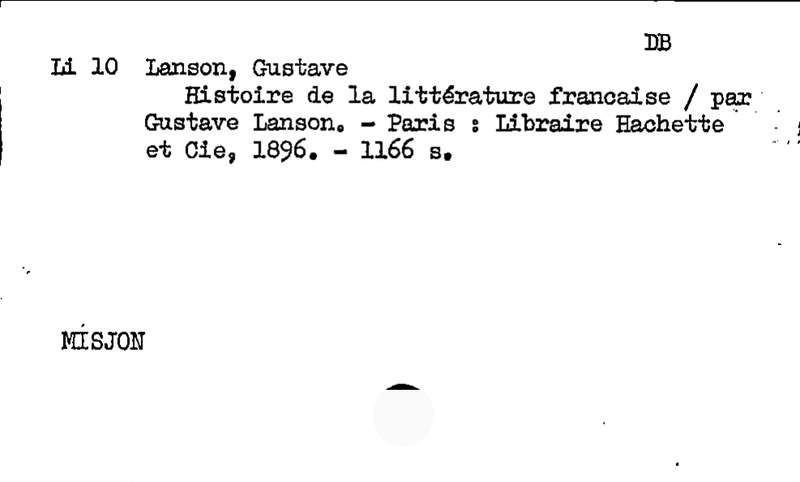 DB
Li 10 Lanson, Gustave
Histoire de la littérature francaise / par
Gustave Lanson. - Paris : Libraire Hachette
et Cie, 1896. - 1166 s.
MISJON